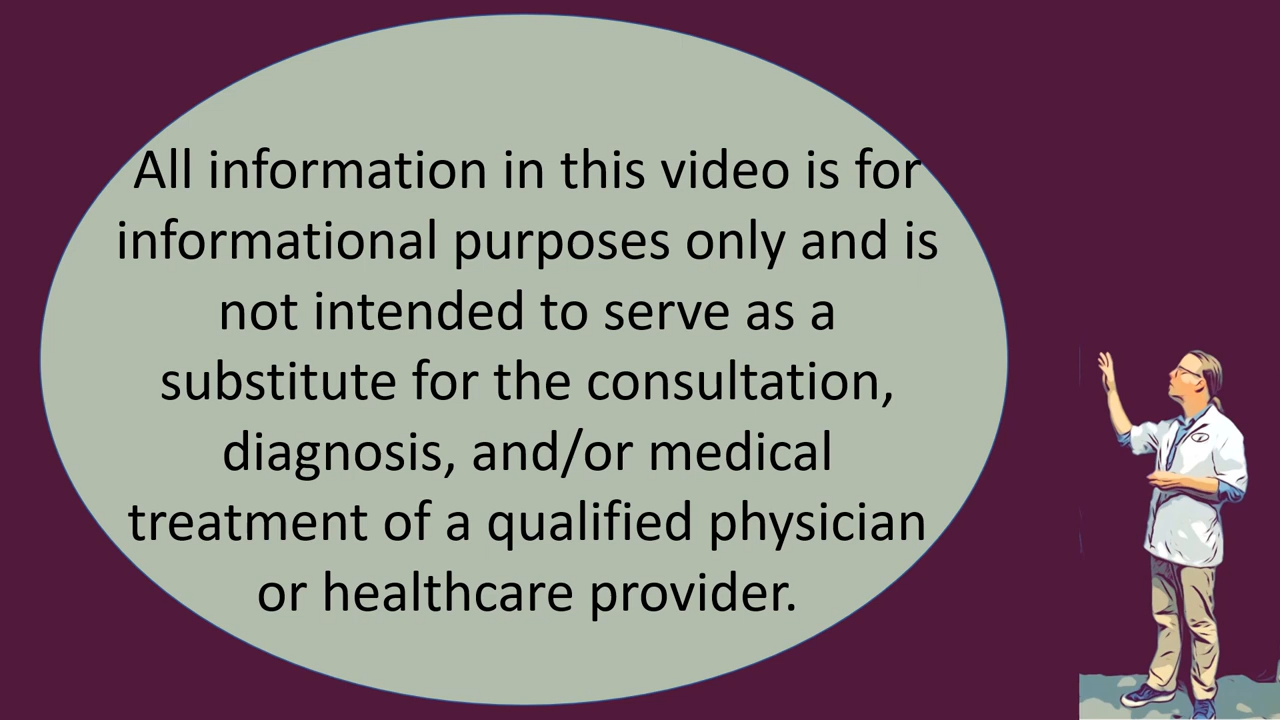 All information in this video is for
informational purposes only and is
not intended to serve as a
substitute for the consultation,
diagnosis, and/or medical
treatment of a qualified physician
or healthcare provider.